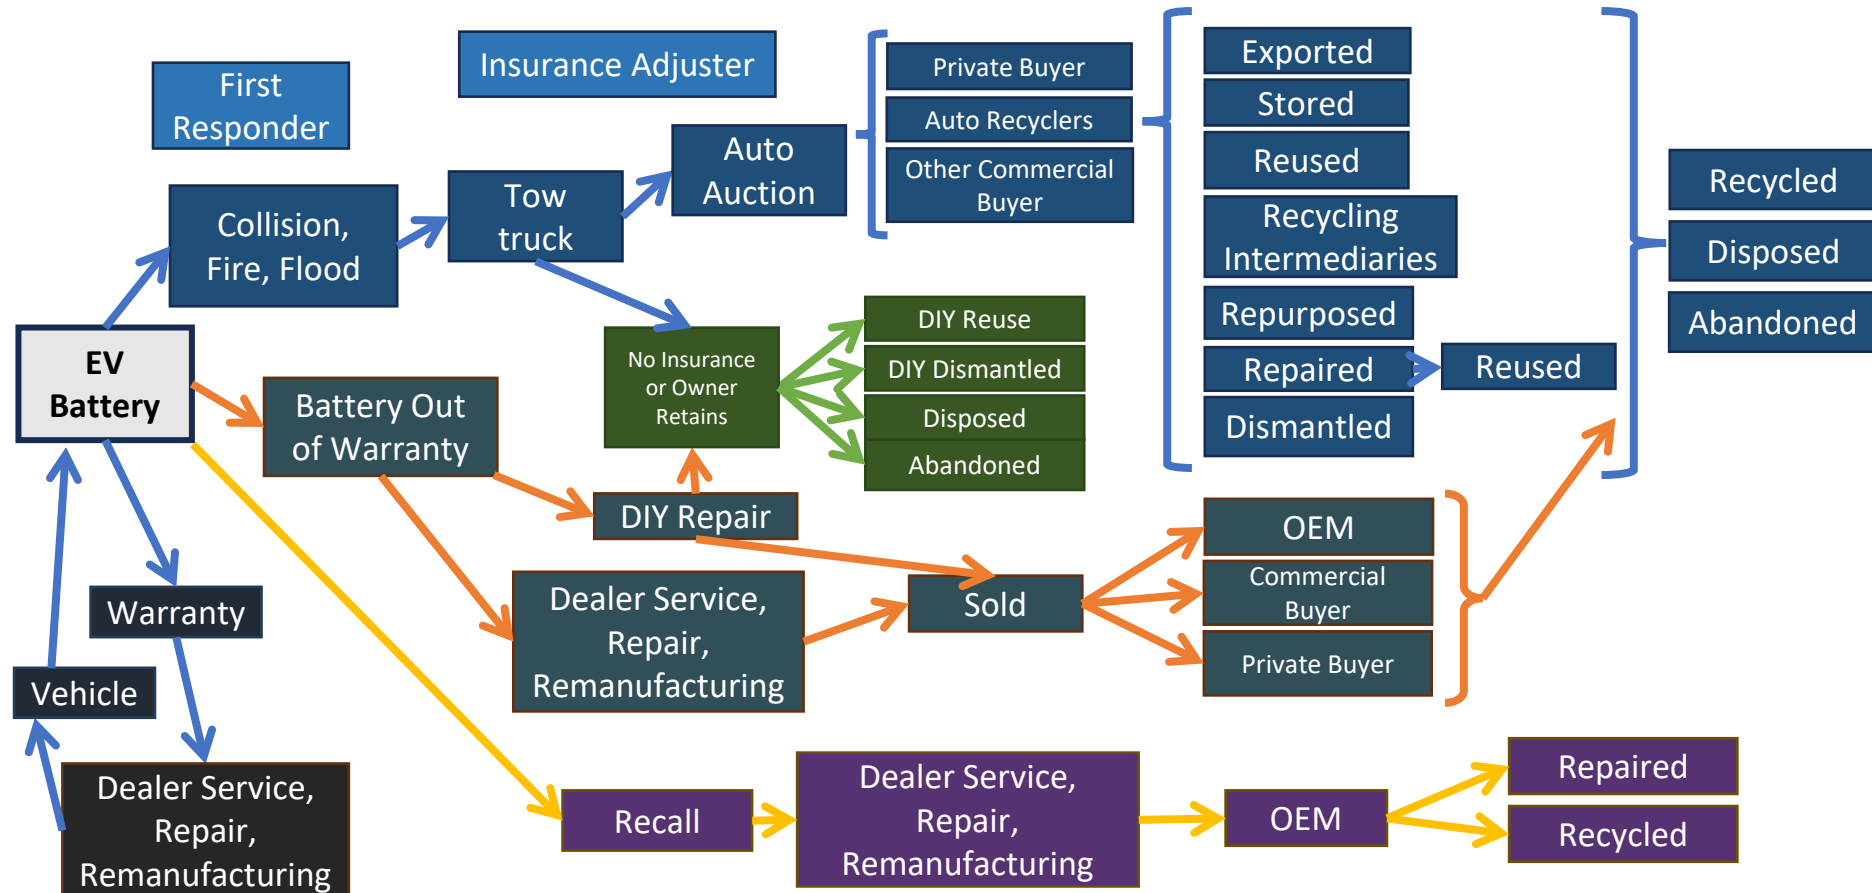 First
Responder
Insurance Adjuster
Private Buyer
Auto Recyclers
Other Commercial
Buyer
Exported
Stored
Reused
Recycling
Intermediaries
Repurposed
Repaired
Reused
Dismantled
Recycled
Disposed
Abandoned
Auto
Auction
Tow
truck
Collision,
Fire, Flood
EV
Battery
No Insurance
or Owner
Retains
DIY Reuse
DIY Dismantled
Disposed
Abandoned
Battery Out
of Warranty
DIY Repair
Dealer Service,
Repair,
Remanufacturing
Sold
OEM
Commercial
Buyer
Private Buyer
Warranty
Vehicle
Dealer Service,
Repair,
Remanufacturing
Recall
Dealer Service,
Repair,
Remanufacturing
OEM
Repaired
Recycled